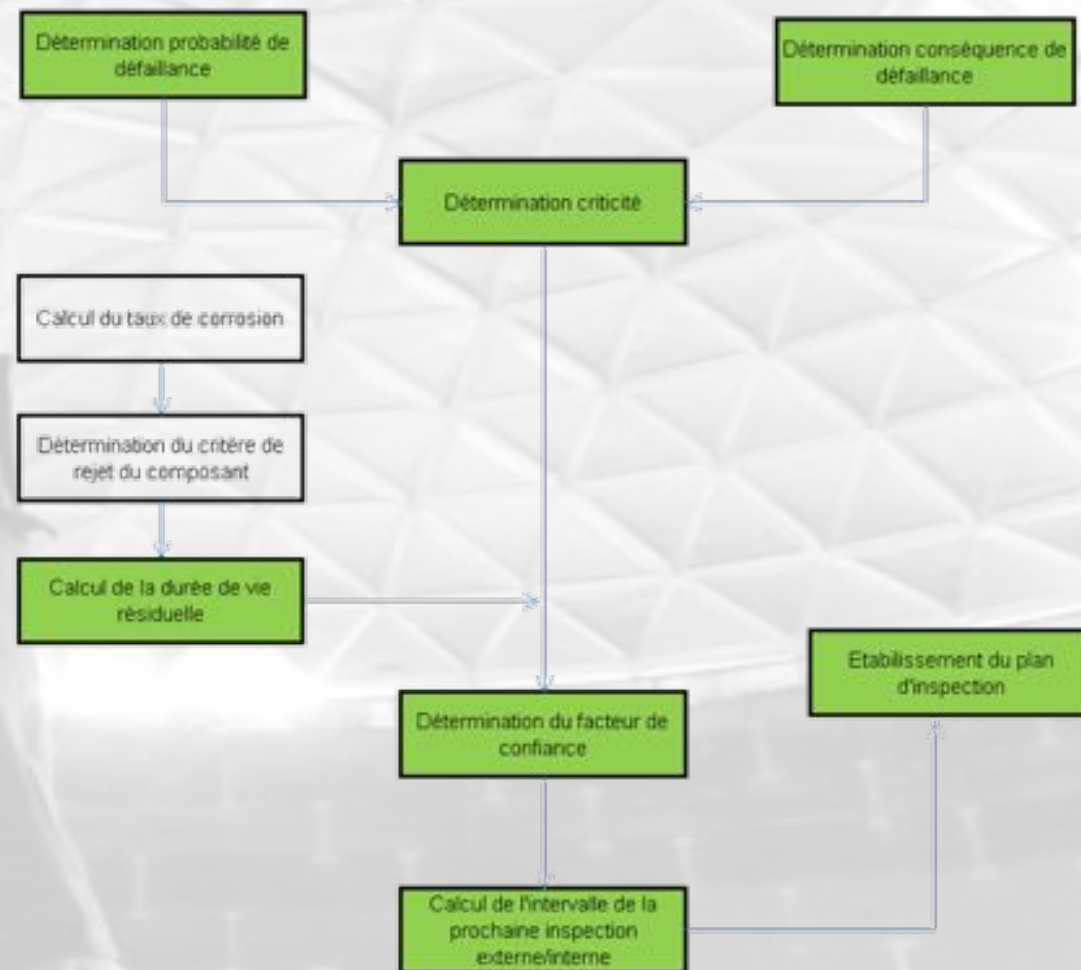 Détermination probabilité de
défaillance
Détermination conséquence de
défaillance
Détermination criticité
Calcul du taux de corrosion
Détermination du critère de
rejet du composant
Calcul de la durée de vie
résiduelle
Détermination du facteur de
confiance
Etablissement du plan
d'inspection
Calcul de l'intervalle de la
prochaine inspection
externe/interne